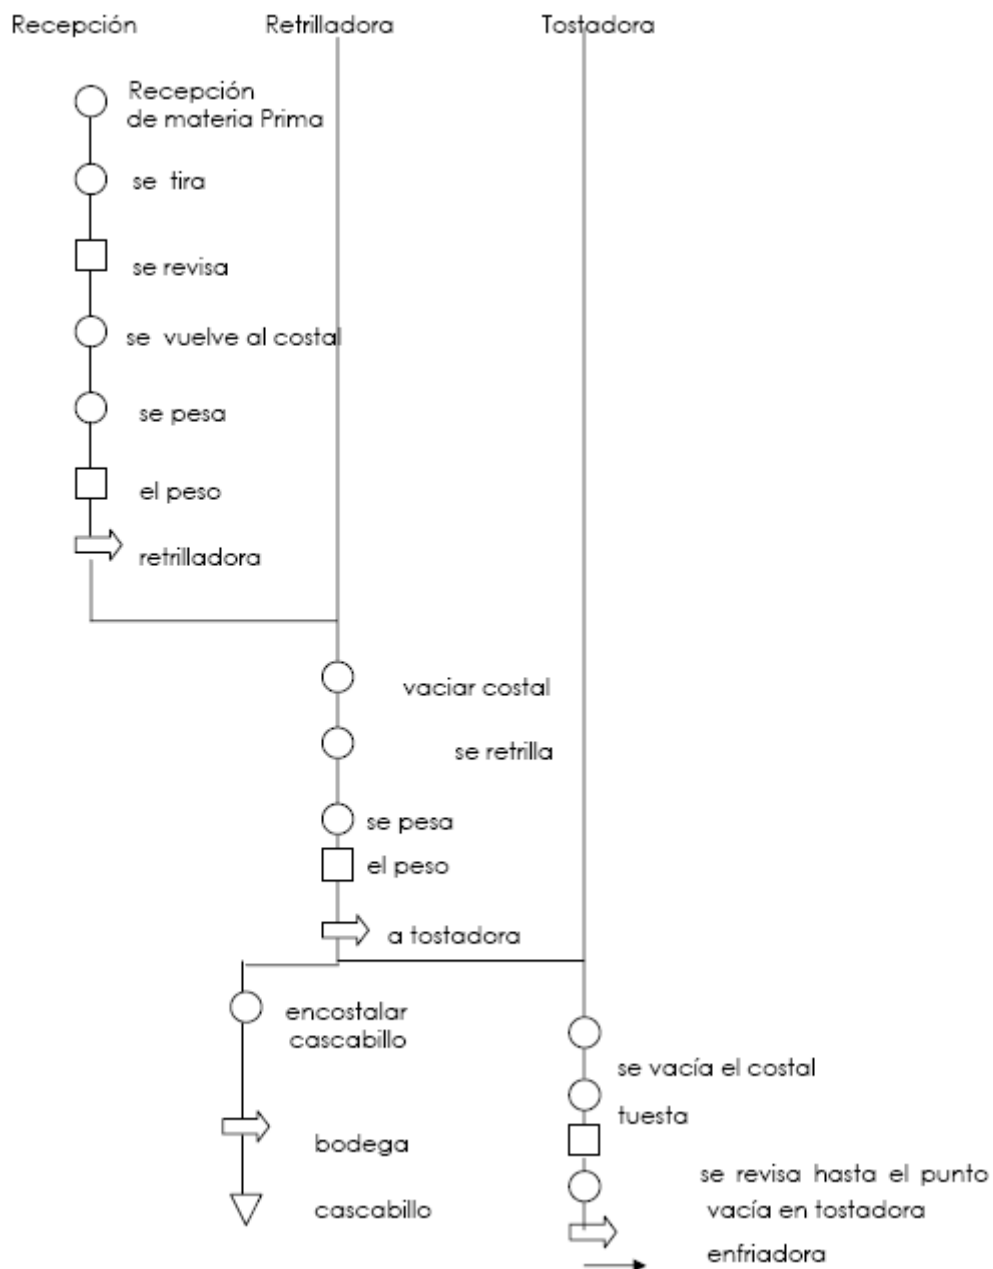 Recepción Retrilladora Tostadora
Recepción
de materia Prima
se tira
se revisa
se vuelve al costal
se pesa
el peso
retrilladora
vaciar costal
se retrilla
se pesa
el peso
a tostadora
encostalar
cascabillo
bodega
cascabillo
se vacía el costal
tuesta
se revisa hasta el punto
vacía en tostadora
enfriadora